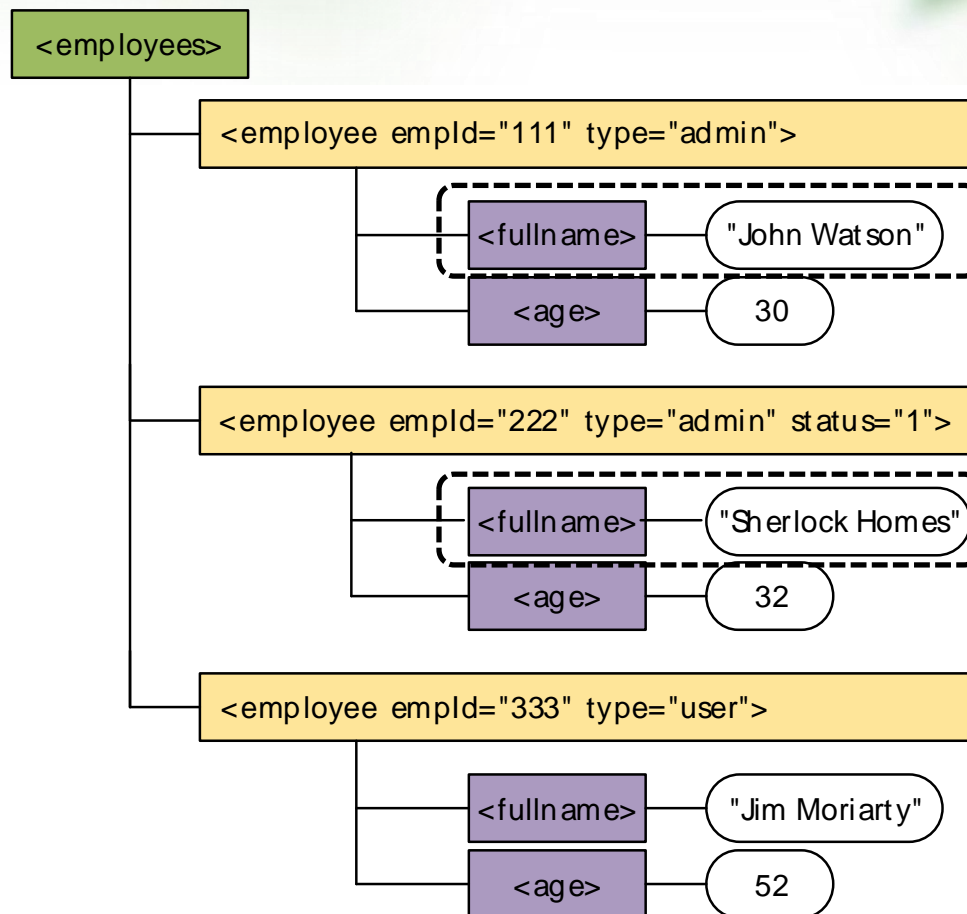 <employees>
<employee empId="111" type="admin">
<fullname> "John Watson"
<age> 30
<employee empId="222" type="admin" status="1">
<fullname> "Sherlock Homes"
<age> 32
<employee empId="333" type="user">
<fullname> "Jim Moriarty"
<age> 52